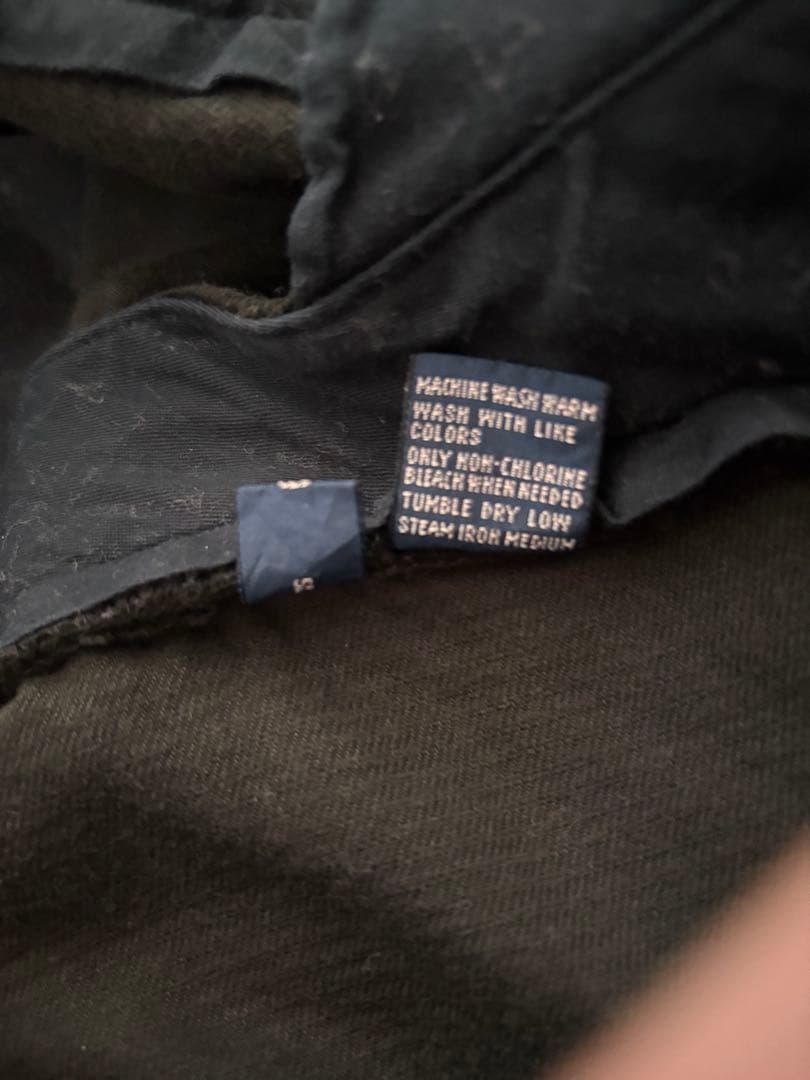 MACHINE WASH WARM
WASH WITH LIKE
COLORS
ONLY NON-CHLORINE
BLEACH WHEN NEEDED
TUMBLE DRY LOW
STEAM IRON MEDIUM